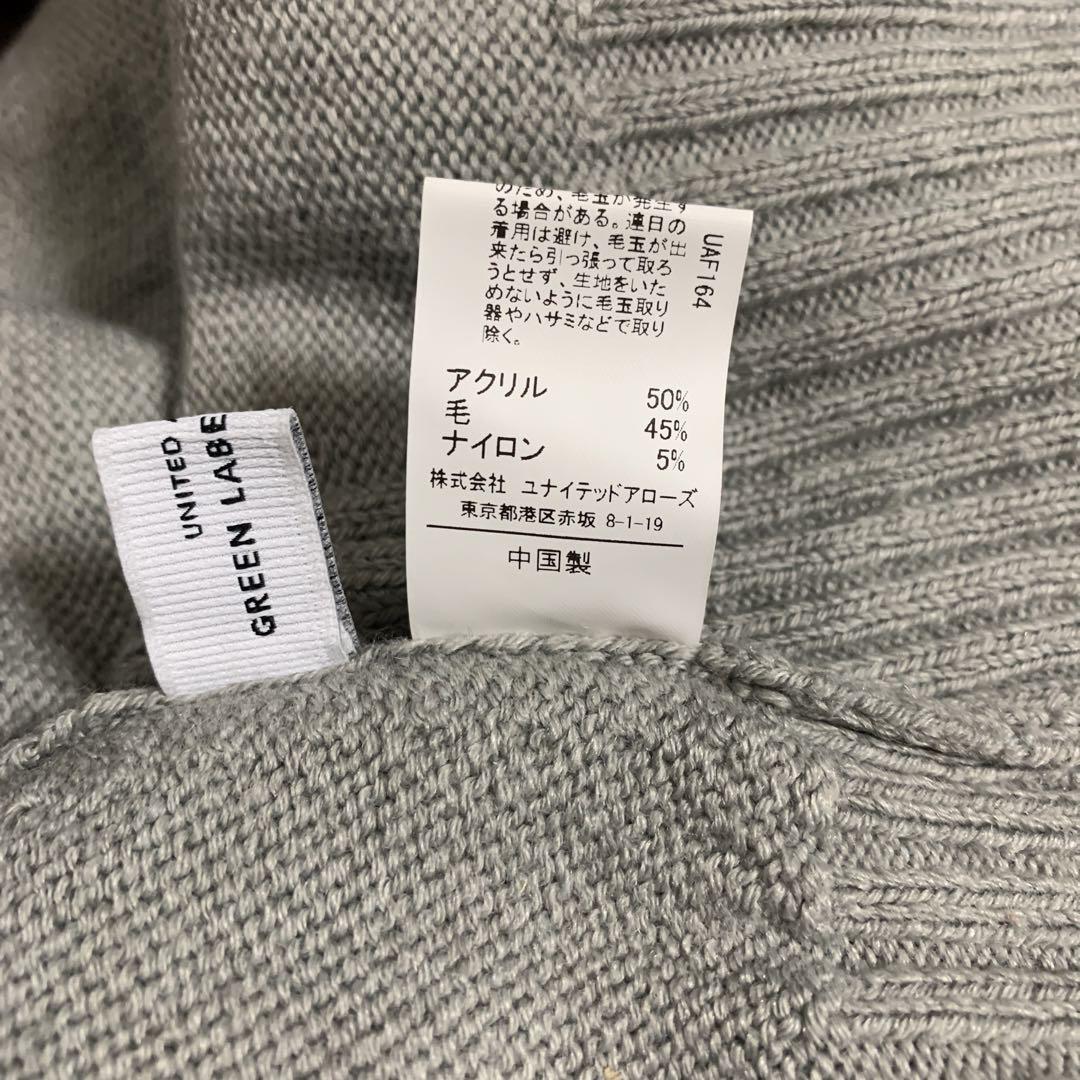 のため、毛玉が発生す
る場合がある。連日の
着用は避け、毛玉が出
来たら引っ張って取ろ
うとせず、生地をいた
めないように毛玉取り
器やハサミなどで取り
除く。
UAF164
アクリル 50%
毛 45%
ナイロン 5%
株式会社 ユナイテッドアローズ
東京都港区赤坂 8-1-19
中国製
UNITED
GREEN LABE